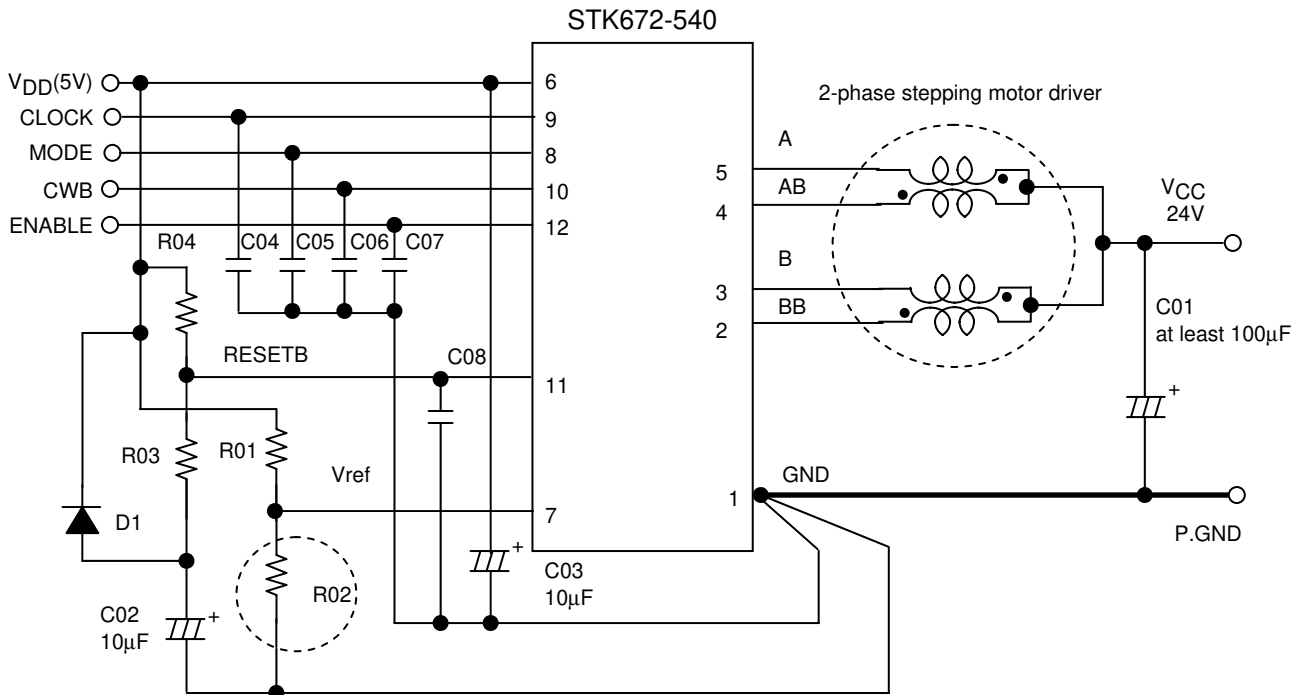 STK672-540
VDD(5V)
CLOCK
MODE
CWB
ENABLE
6
9
8
10
12
2-phase stepping motor driver
A
5
AB
4
B
3
BB
2
VCC
24V
C01
at least 100μF
+
R04
C04
C05
C06
C07
RESETB
C08
11
R03
R01
Vref
7
D1
R02
C02
10μF
+
C03
10μF
+
GND
1
P.GND